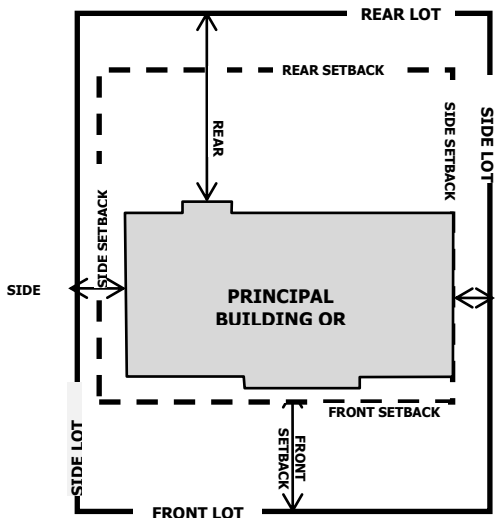 REAR LOT
REAR SETBACK
REAR
SIDE SETBACK
SIDE LOT
SIDE SETBACK
SIDE
PRINCIPAL
BUILDING OR
FRONT SETBACK
SIDE LOT
FRONT
SETBACK
FRONT LOT